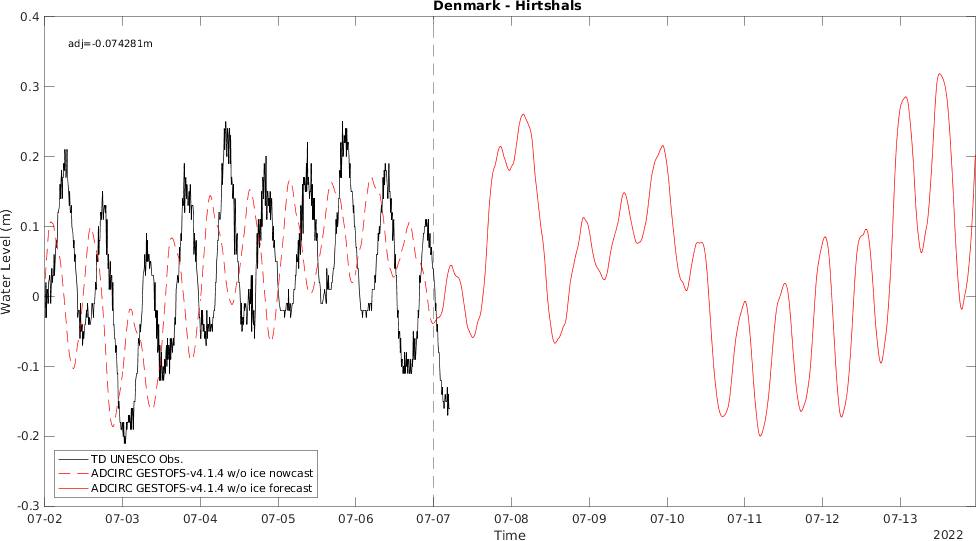 Denmark - Hirtshals
adj=-0.074281m
0.4
0.3
0.2
0.1
0
-0.1
-0.2
-0.3
Water Level (m)
TD UNESCO Obs.
ADCIRC GESTOFS-v4.1.4 w/o ice nowcast
ADCIRC GESTOFS-v4.1.4 w/o ice forecast
07-02 07-03 07-04 07-05 07-06 07-07 07-08 07-09 07-10 07-11 07-12 07-13
Time
2022